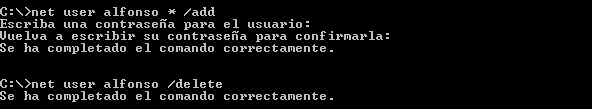 C:\>net user alfonso * /add
Escriba una contraseña para el usuario:
Vuelva a escribir su contraseña para confirmarla:
Se ha completado el comando correctamente.
C:\>net user alfonso /delete
Se ha completado el comando correctamente.